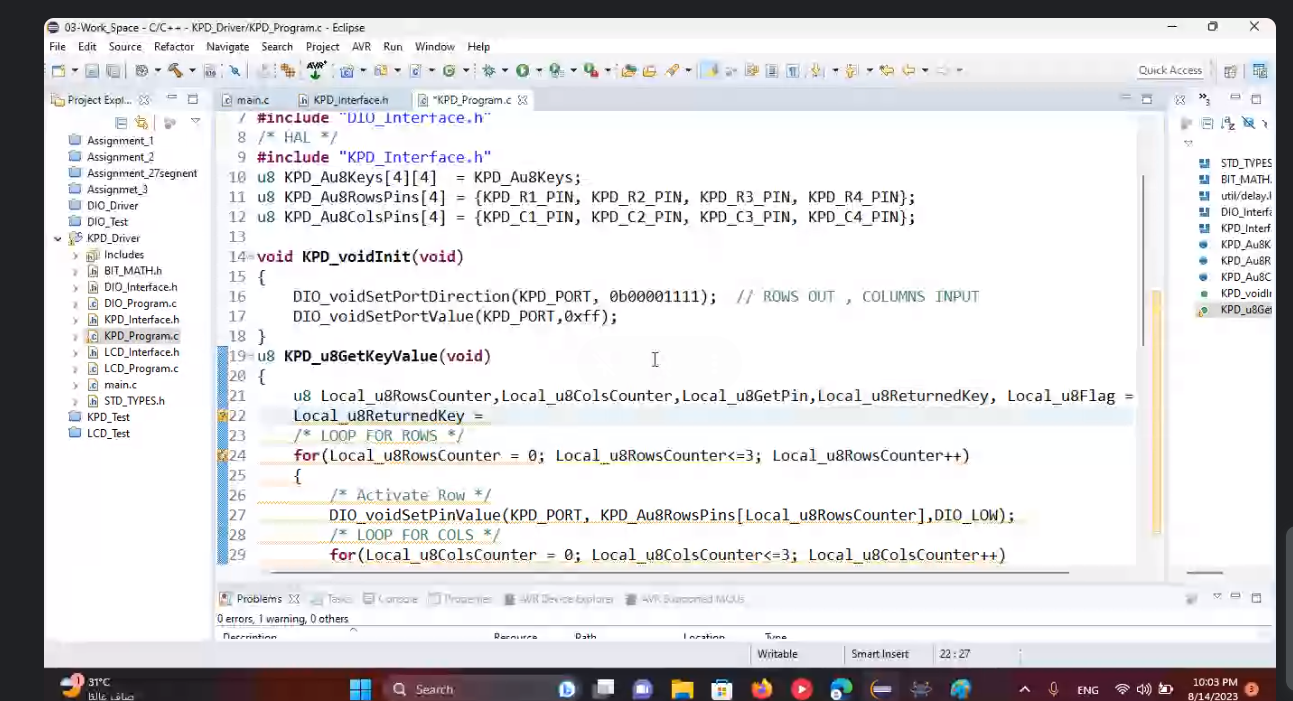 03-Work_Space - C/C++ - KPD_Driver/KPD_Program.c - Eclipse
File Edit Source Refactor Navigate Search Project AVR Run Window Help
Quick Access
Project Expl...
main.c KPD_Interface.h *KPD_Program.c
Assignment_1
Assignment_2
Assignment_27segment
Assignmet_3
DIO_Driver
DIO_Test
KPD_Driver
Includes
BIT_MATH.h
DIO_Interface.h
DIO_Program.c
KPD_Interface.h
KPD_Program.c
LCD_Interface.h
LCD_Program.c
main.c
STD_TYPES.h
KPD_Test
LCD_Test
7 #include "DIO_Interface.h"
8 /* HAL */
9 #include "KPD_Interface.h"
10 u8 KPD_Au8Keys[4][4] = KPD_Au8Keys;
11 u8 KPD_Au8RowsPins[4] = {KPD_R1_PIN, KPD_R2_PIN, KPD_R3_PIN, KPD_R4_PIN};
12 u8 KPD_Au8ColsPins[4] = {KPD_C1_PIN, KPD_C2_PIN, KPD_C3_PIN, KPD_C4_PIN};
13
14 void KPD_voidInit(void)
15 {
16 DIO_voidSetPortDirection(KPD_PORT, 0b00001111); // ROWS OUT , COLUMNS INPUT
17 DIO_voidSetPortValue(KPD_PORT,0xff);
18 }
19 u8 KPD_u8GetKeyValue(void)
20 {
21 u8 Local_u8RowsCounter,Local_u8ColsCounter,Local_u8GetPin,Local_u8ReturnedKey, Local_u8Flag =
22 Local_u8ReturnedKey =
23 /* LOOP FOR ROWS */
24 for(Local_u8RowsCounter = 0; Local_u8RowsCounter<=3; Local_u8RowsCounter++)
25 {
26 /* Activate Row */
27 DIO_voidSetPinValue(KPD_PORT, KPD_Au8RowsPins[Local_u8RowsCounter],DIO_LOW);
28 /* LOOP FOR COLS */
29 for(Local_u8ColsCounter = 0; Local_u8ColsCounter<=3; Local_u8ColsCounter++)
STD_TYPES
BIT_MATH.
util/delay.
DIO_Interfa
KPD_Interf
KPD_Au8K
KPD_Au8R
KPD_Au8C
KPD_voidIn
KPD_u8Get
Problems Tasks Console Properties AVR Device Explorer AVR Supported MCUs
0 errors, 1 warning, 0 others
Description Resource Path Location Type
Writable Smart Insert 22 : 27
31°C
صاف غالبًا
Search
ENG
10:03 PM
8/14/2023